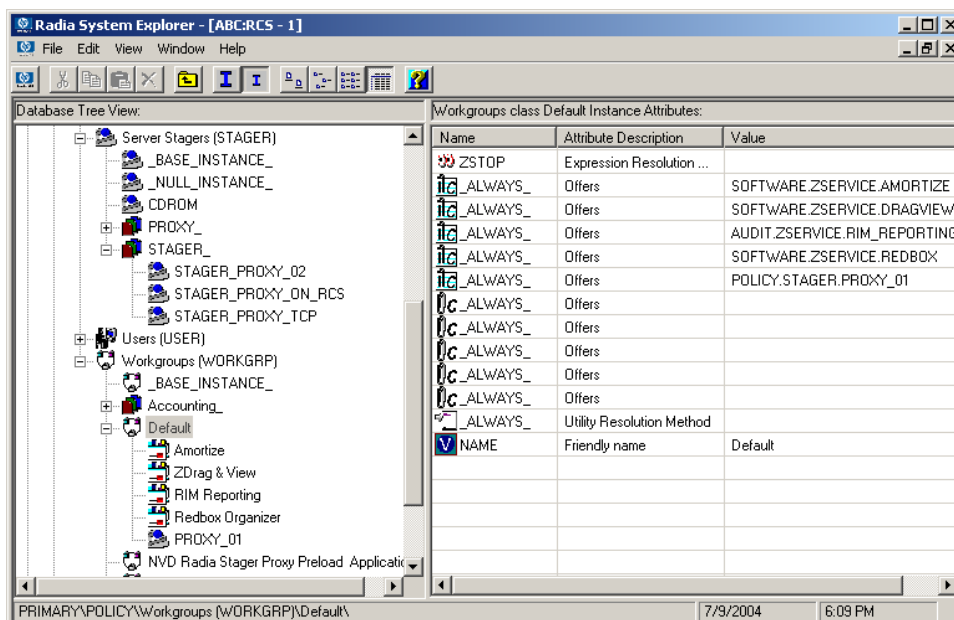 Radia System Explorer - [ABC:RCS - 1]
File Edit View Window Help
Database Tree View:
Server Stagers (STAGER)
_BASE_INSTANCE_
_NULL_INSTANCE_
CDROM
PROXY_
STAGER_
STAGER_PROXY_02
STAGER_PROXY_ON_RCS
STAGER_PROXY_TCP
Users (USER)
Workgroups (WORKGRP)
_BASE_INSTANCE_
Accounting_
Default
Amortize
ZDrag & View
RIM Reporting
Redbox Organizer
PROXY_01
NVD Radia Stager Proxy Preload Applicatic
Workgroups class Default Instance Attributes:
Name Attribute Description Value
ZSTOP Expression Resolution ...
_ALWAYS_ Offers SOFTWARE.ZSERVICE.AMORTIZE
_ALWAYS_ Offers SOFTWARE.ZSERVICE.DRAGVIEW
_ALWAYS_ Offers AUDIT.ZSERVICE.RIM_REPORTING
_ALWAYS_ Offers SOFTWARE.ZSERVICE.REDBOX
_ALWAYS_ Offers POLICY.STAGER.PROXY_01
_ALWAYS_ Offers
_ALWAYS_ Offers
_ALWAYS_ Offers
_ALWAYS_ Offers
_ALWAYS_ Offers
_ALWAYS_ Utility Resolution Method
V NAME Friendly name Default
PRIMARY\POLICY\Workgroups (WORKGRP)\Default\ 7/9/2004 6:09 PM